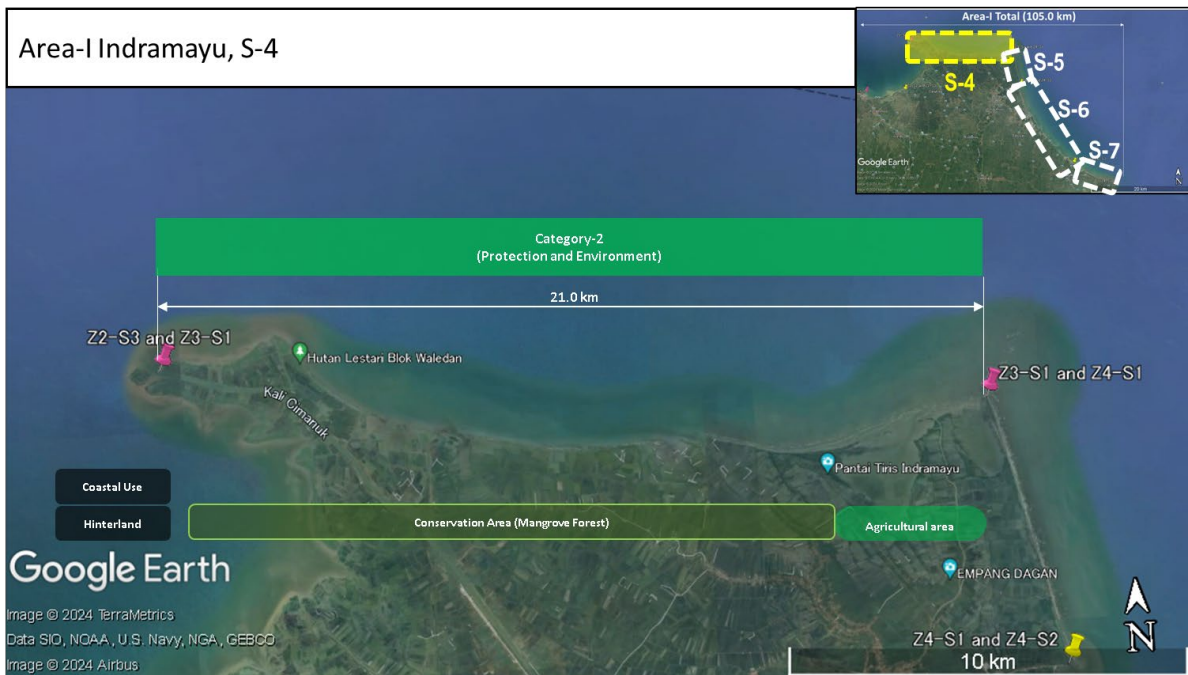 Area-I Indramayu, S-4
Area-I Total (105.0 km)
S-4
S-5
S-6
S-7
Google Earth
N
20 km
Category-2
(Protection and Environment)
21.0 km
Z2-S3 and Z3-S1
Hutan Lestari Blok Waledan
Kali Cimanuk
Z3-S1 and Z4-S1
Pantai Tiris Indramayu
Coastal Use
Hinterland
Conservation Area (Mangrove Forest)
Agricultural area
EMPANG DAGAN
Google Earth
Image © 2024 TerraMetrics
Data SIO, NOAA, U.S. Navy, NGA, GEBCO
Image © 2024 Airbus
Z4-S1 and Z4-S2
10 km
N